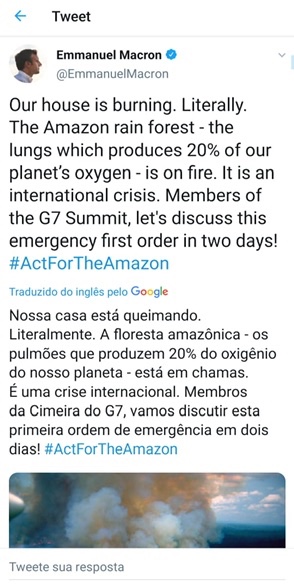 Tweet
Emmanuel Macron
@EmmanuelMacron
Our house is burning. Literally.
The Amazon rain forest - the
lungs which produces 20% of our
planet’s oxygen - is on fire. It is an
international crisis. Members of
the G7 Summit, let's discuss this
emergency first order in two days!
#ActForTheAmazon
Traduzido do inglês pelo Google
Nossa casa está queimando.
Literalmente. A floresta amazônica - os
pulmões que produzem 20% do oxigênio
do nosso planeta - está em chamas.
É uma crise internacional. Membros
da Cimeira do G7, vamos discutir esta
primeira ordem de emergência em dois
dias! #ActForTheAmazon
Tweete sua resposta